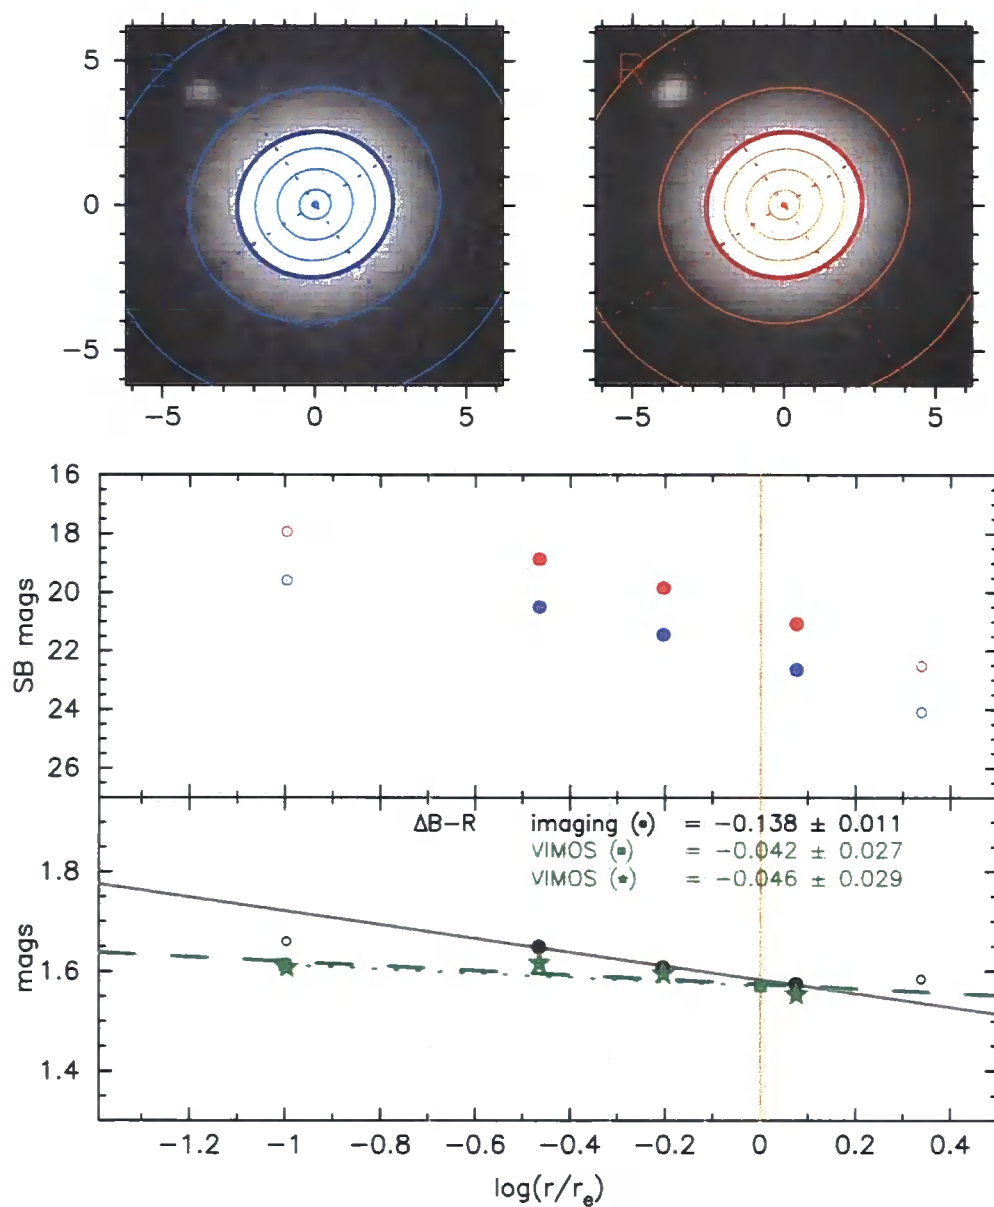 B
R
5
0
−5
−5 0 5
−5 0 5
16
18
20
22
24
26
SB mags
ΔB−R imaging (•) = −0.138 ± 0.011
VIMOS (▪) = −0.042 ± 0.027
VIMOS (★) = −0.046 ± 0.029
1.8
1.6
1.4
mags
−1.2 −1 −0.8 −0.6 −0.4 −0.2 0 0.2 0.4
log(r/re)